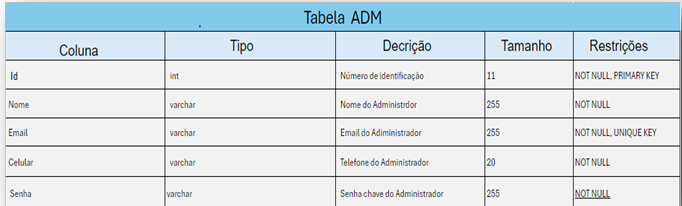 Tabela ADM
Coluna Tipo Decrição Tamanho Restrições
Id int Número de identificação 11 NOT NULL, PRIMARY KEY
Nome varchar Nome do Administrdor 255 NOT NULL
Email varchar Email do Adiministrador 255 NOT NULL, UNIQUE KEY
Celular varchar Telefone do Administrador 20 NOT NULL
Senha varchar Senha chave do Administrador 255 NOT NULL